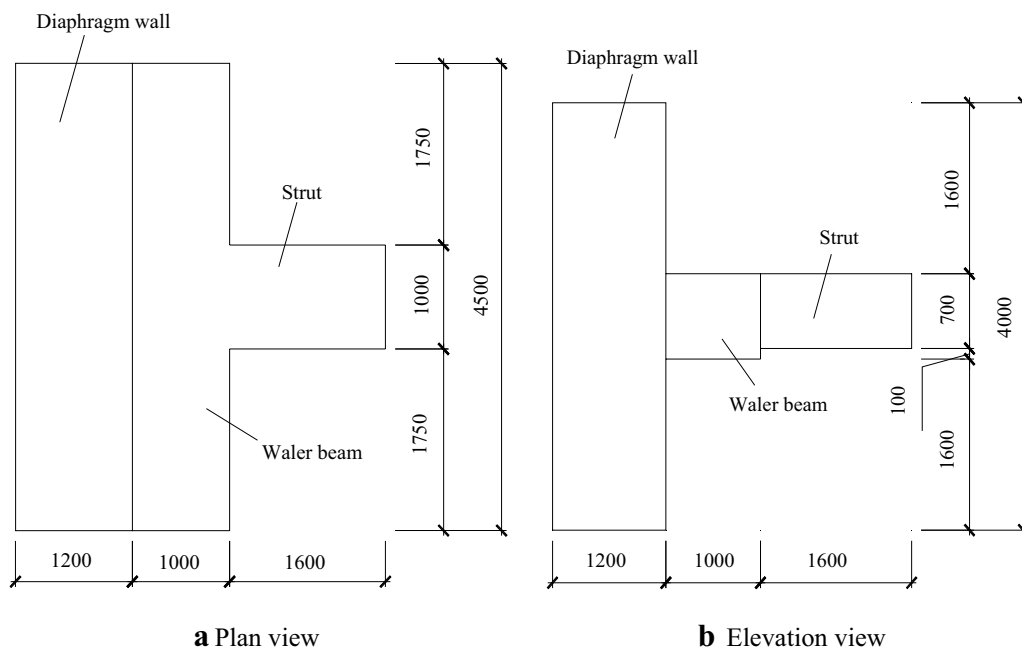 Diaphragm wall
Strut
Waler beam
1750
1000
1750
4500
1200
1000
1600
a Plan view
Diaphragm wall
Strut
Waler beam
1600
700
100
1600
4000
1200
1000
1600
b Elevation view